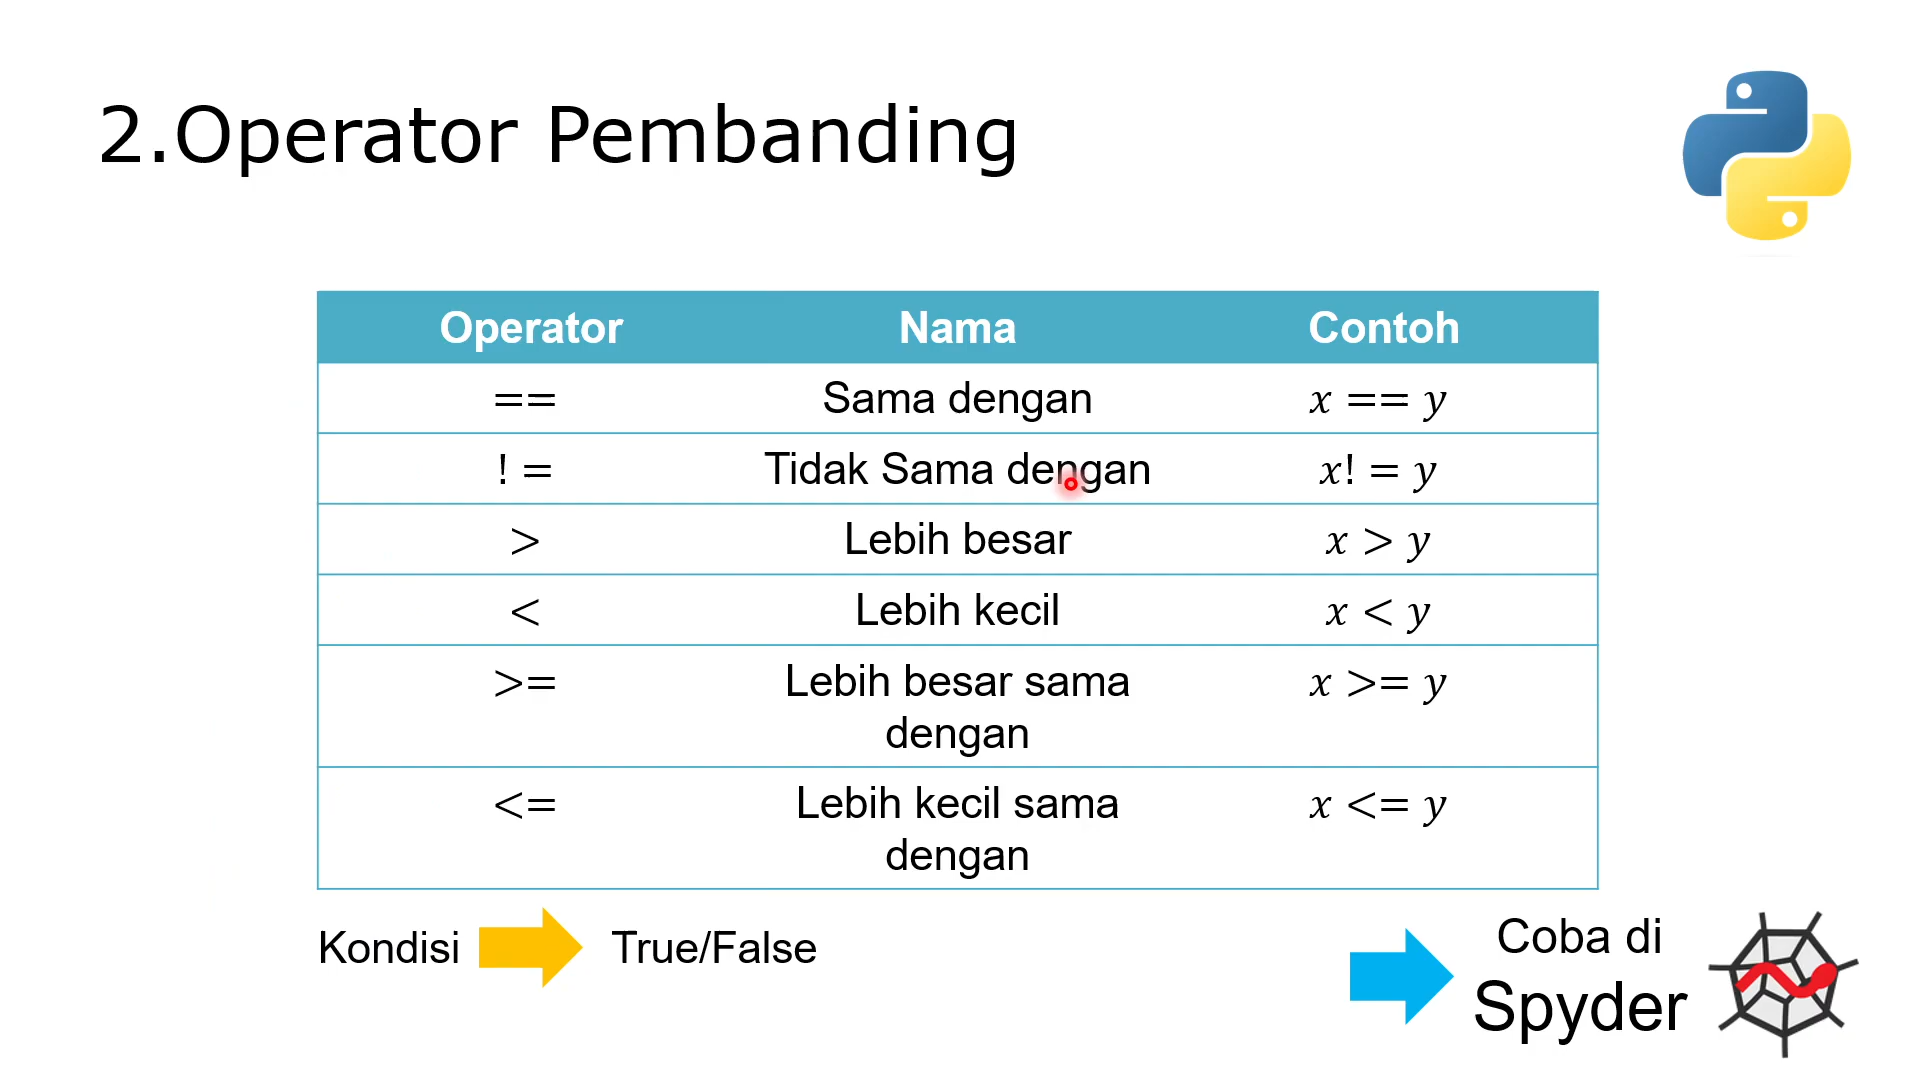 2.Operator Pembanding
Operator Nama Contoh
== Sama dengan x == y
! = Tidak Sama dengan x! = y
> Lebih besar x > y
< Lebih kecil x < y
>= Lebih besar sama x >= y
dengan
<= Lebih kecil sama x <= y
dengan
Kondisi True/False
Coba di
Spyder